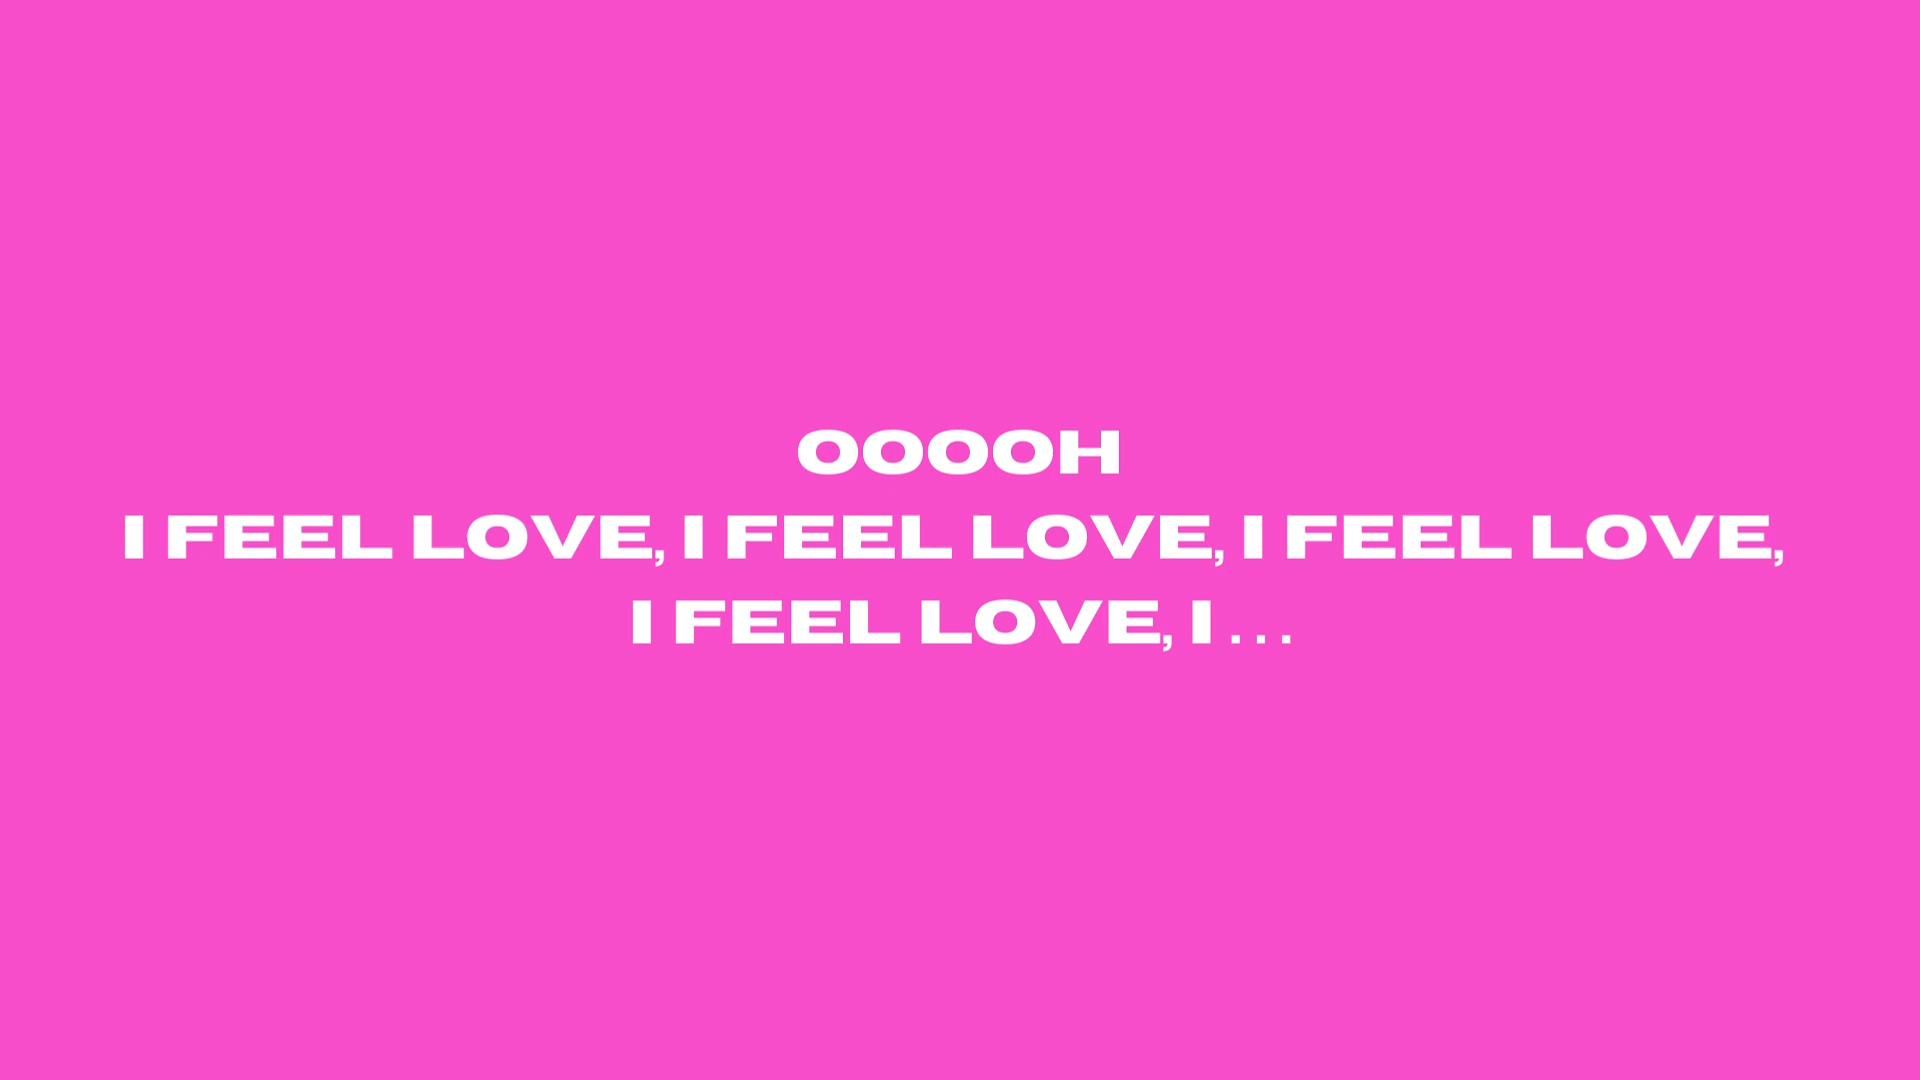 OOOOH
I FEEL LOVE, I FEEL LOVE, I FEEL LOVE,
I FEEL LOVE, I . . .